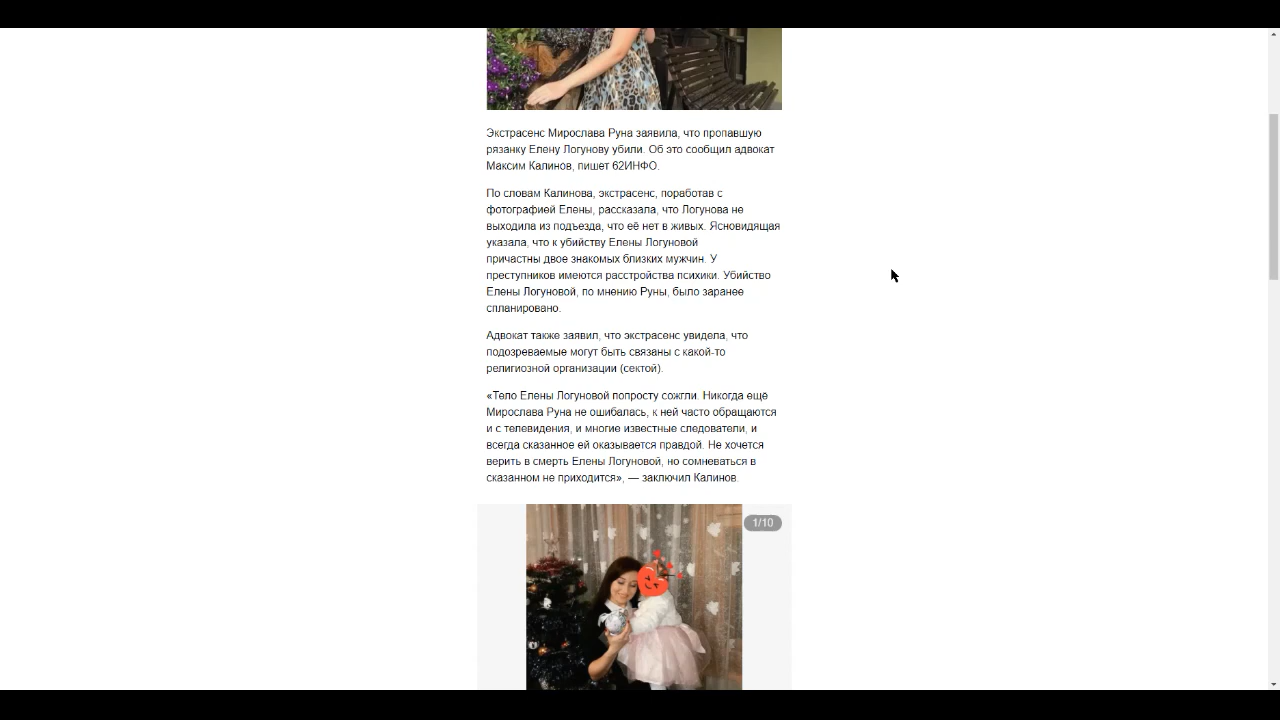 Экстрасенс Мирослава Руна заявила, что пропавшую
рязанку Елену Логунову убили. Об это сообщил адвокат
Максим Калинов, пишет 62ИНФО.
По словам Калинова, экстрасенс, поработав с
фотографией Елены, рассказала, что Логунова не
выходила из подъезда, что её нет в живых. Ясновидящая
указала, что к убийству Елены Логуновой
причастны двое знакомых близких мужчин. У
преступников имеются расстройства психики. Убийство
Елены Логуновой, по мнению Руны, было заранее
спланировано.
Адвокат также заявил, что экстрасенс увидела, что
подозреваемые могут быть связаны с какой-то
религиозной организации (сектой).
«Тело Елены Логуновой попросту сожгли. Никогда ещё
Мирослава Руна не ошибалась, к ней часто обращаются
и с телевидения, и многие известные следователи, и
всегда сказанное ей оказывается правдой. Не хочется
верить в смерть Елены Логуновой, но сомневаться в
сказанном не приходится», — заключил Калинов.
1/10